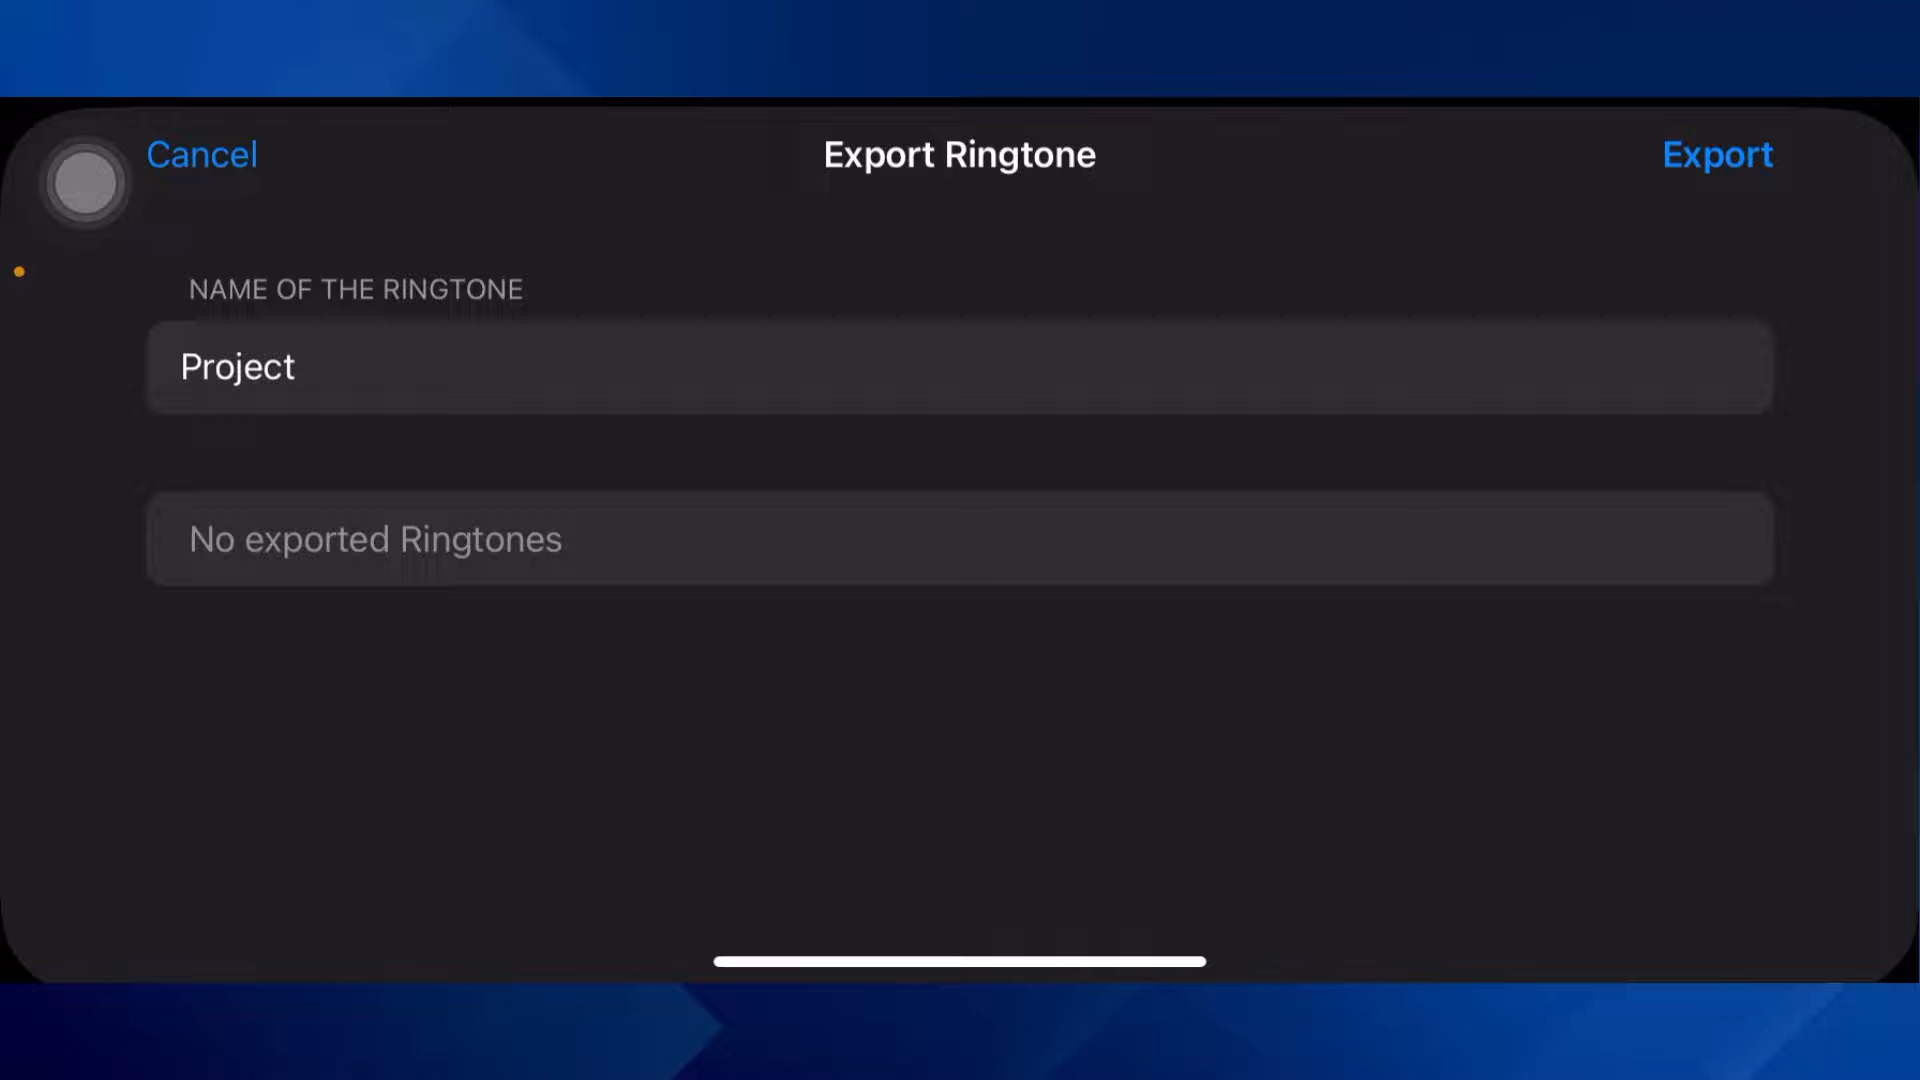 Cancel
Export Ringtone
Export
NAME OF THE RINGTONE
Project
No exported Ringtones